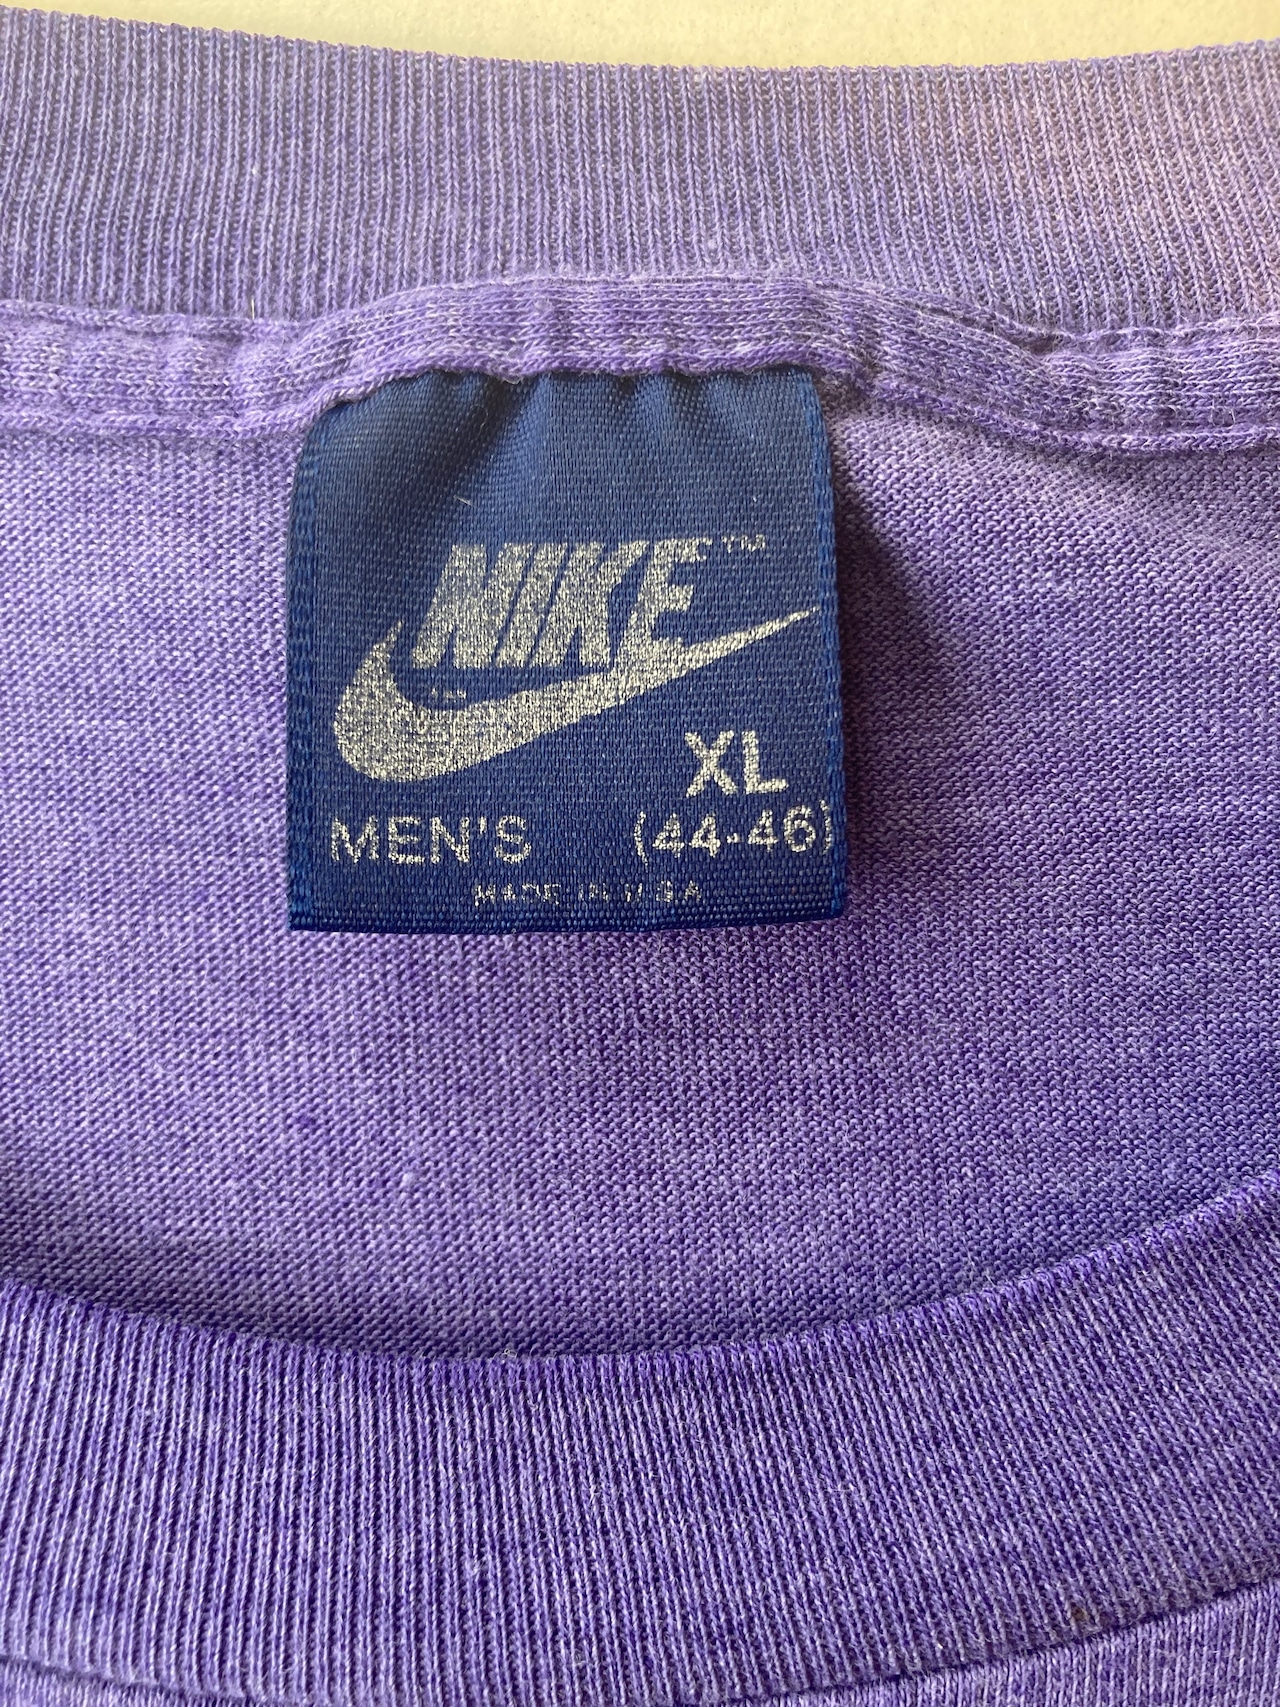 NIKE™
XL
MEN'S (44-46)
MADE IN U.S.A